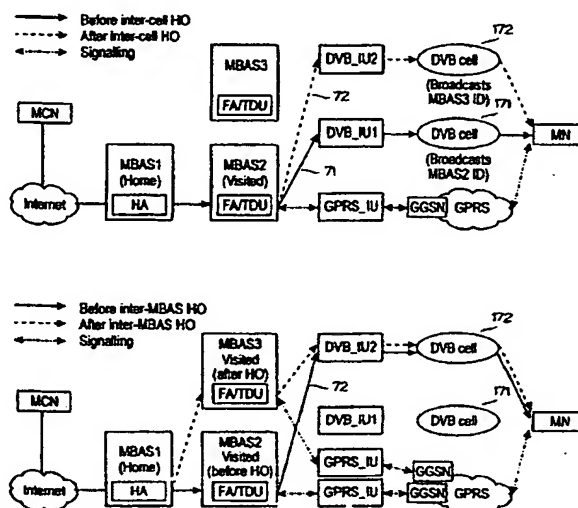 Before inter-cell HO
After inter-cell HO
Signalling
MCN
Internet
MBAS1
(Home)
HA
MBAS3
FA/TDU
MBAS2
(Visited)
FA/TDU
72
71
DVB_IU2
DVB_IU1
GPRS_IU
172
DVB cell
(Broadcasts
MBAS3 ID)
171
DVB cell
(Broadcasts
MBAS2 ID)
GGSN
GPRS
MN
Before inter-MBAS HO
After inter-MBAS HO
Signalling
MCN
Internet
MBAS1
(Home)
HA
MBAS3
Visited
(after HO)
FA/TDU
MBAS2
Visited
(before HO)
FA/TDU
72
DVB_IU2
DVB_IU1
GPRS_IU
GPRS_IU
172
DVB cell
171
DVB cell
GGSN
GGSN
GPRS
MN